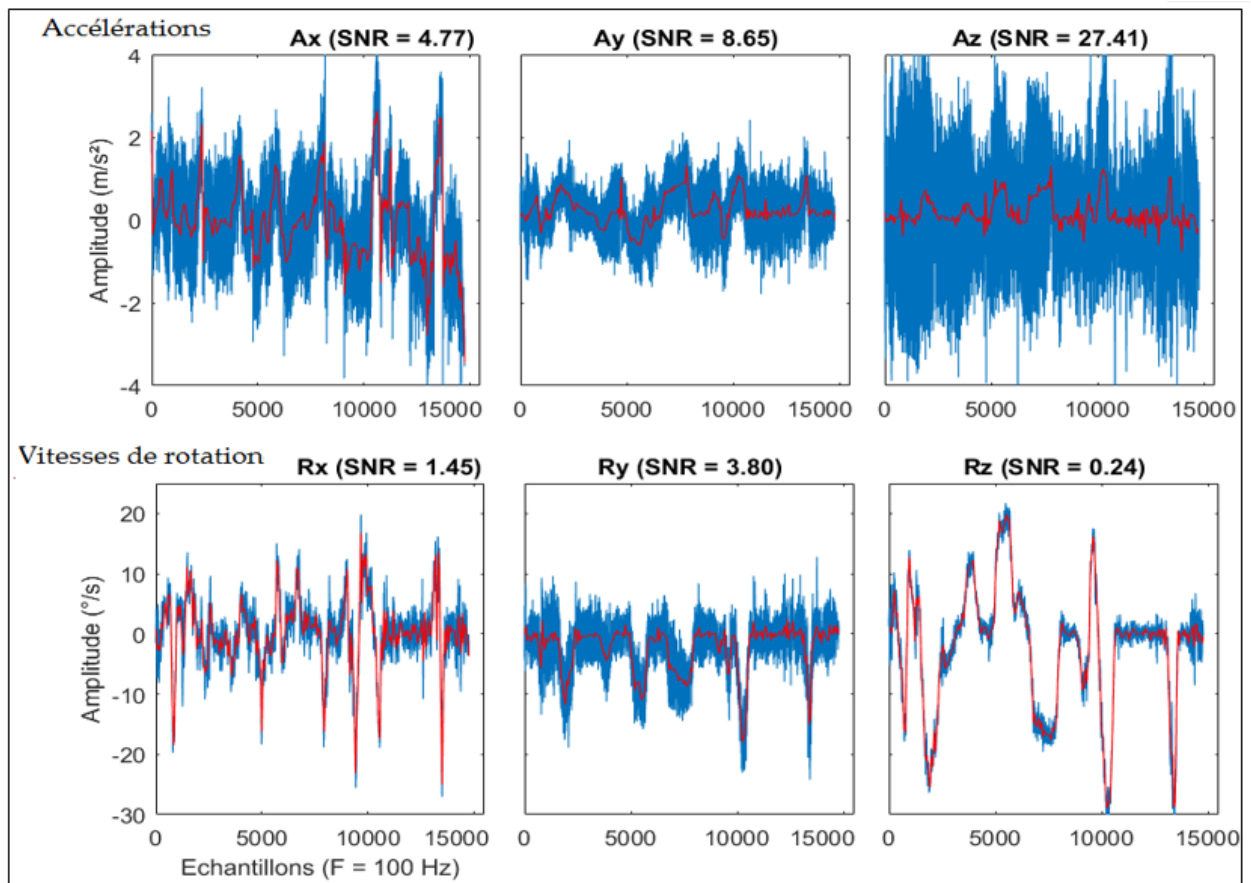 Accélérations
Ax (SNR = 4.77)
Ay (SNR = 8.65)
Az (SNR = 27.41)
Amplitude (m/s²)
4
2
0
-2
-4
0 5000 10000 15000
0 5000 10000 15000
0 5000 10000 15000
Vitesses de rotation
Rx (SNR = 1.45)
Ry (SNR = 3.80)
Rz (SNR = 0.24)
Amplitude (°/s)
20
10
0
-10
-20
-30
0 5000 10000 15000
0 5000 10000 15000
0 5000 10000 15000
Echantillons (F = 100 Hz)